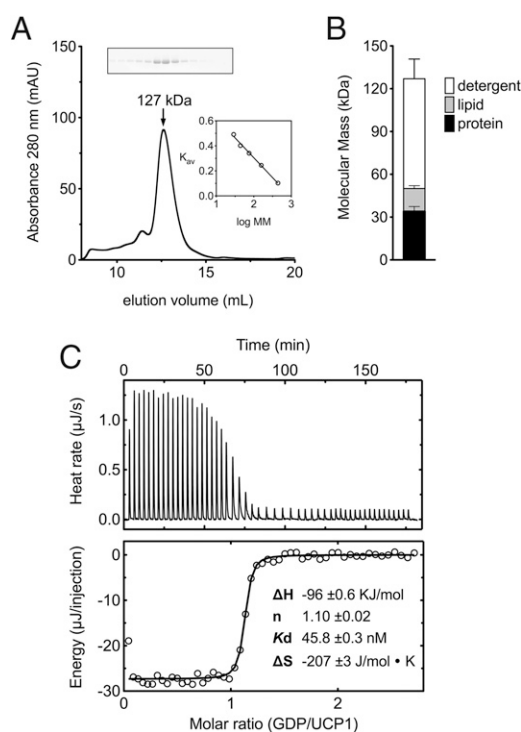 A
B
150
100
50
0
Absorbance 280 nm (mAU)
127 kDa
0.6
0.4
0.2
0.0
Kav
1
2
3
log MM
10
15
20
elution volume (mL)
150
120
90
60
30
0
Molecular Mass (kDa)
detergent
lipid
protein
C
Time (min)
0
50
100
150
1.0
0.5
0.0
Heat rate (µJ/s)
0
-10
-20
-30
Energy (µJ/injection)
ΔH -96 ±0.6 KJ/mol
n 1.10 ±0.02
Kd 45.8 ±0.3 nM
ΔS -207 ±3 J/mol • K
0
1
2
Molar ratio (GDP/UCP1)